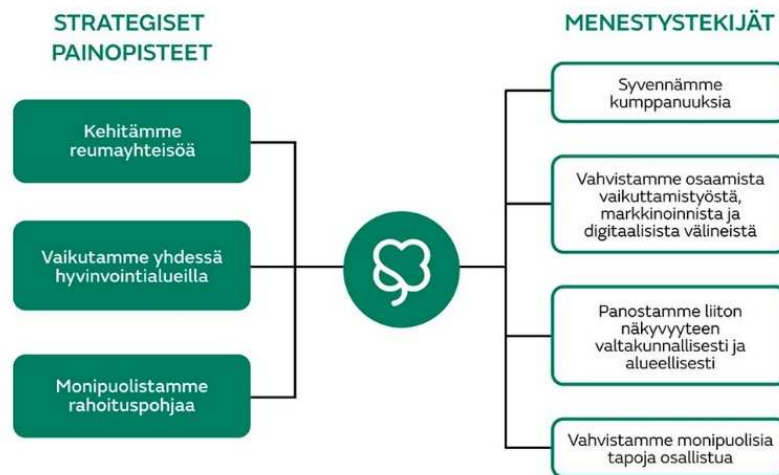 STRATEGISET
PAINOPISTEET
Kehitämme
reumayhteisöä
Vaikutamme yhdessä
hyvinvointialueilla
Monipuolistamme
rahoituspohjaa
MENESTYSTEKIJÄT
Syvennämme
kumppanuuksia
Vahvistamme osaamista
vaikuttamistyöstä,
markkinoinnista ja
digitaalisista välineistä
Panostamme liiton
näkyvyyteen
valtakunnallisesti ja
alueellisesti
Vahvistamme monipuolisia
tapoja osallistua